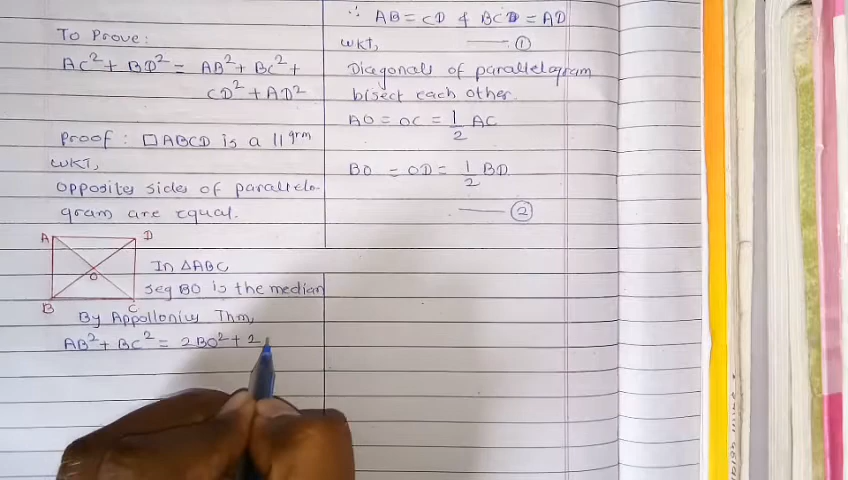 To Prove:
AC² + BD² = AB² + BC² +
CD² + AD²
Proof : □ABCD is a ||grm
WKT,
opposite sides of parallelo-
gram are equal.
∴ AB = CD & BC = AD
WKT, —— ①
Diagonals of parallelogram
bisect each other.
AO = OC = 1/2 AC
BO = OD = 1/2 BD
—— ②
A D
O
B C
In △ABC
seg BO is the median
By Appollonius Thm,
AB² + BC² = 2BO² + 2